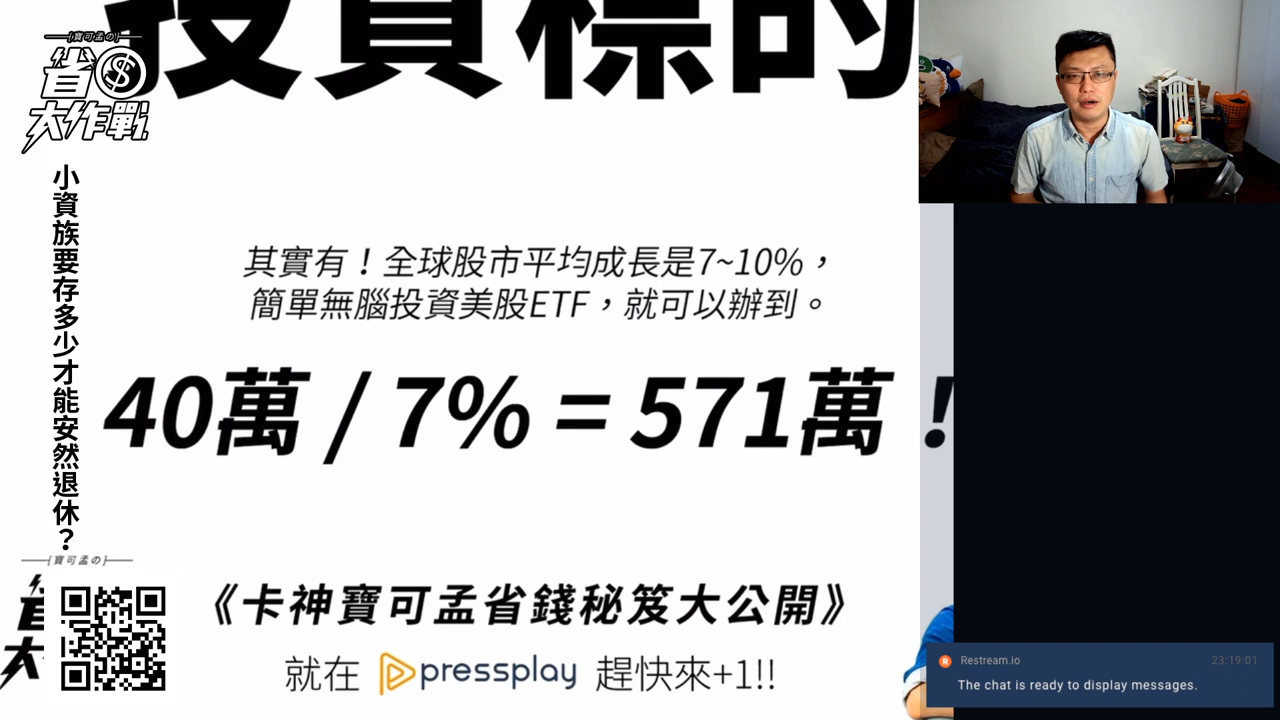 投資標的
{寶可孟の}
省
大作戰
小資族要存多少才能安然退休？
其實有！全球股市平均成長是7~10%，
簡單無腦投資美股ETF，就可以辦到。
40萬 / 7% = 571萬！
{寶可孟の}
省
大
《卡神寶可孟省錢秘笈大公開》
就在 pressplay 趕快來+1!!
Restream.io 23:19:01
The chat is ready to display messages.